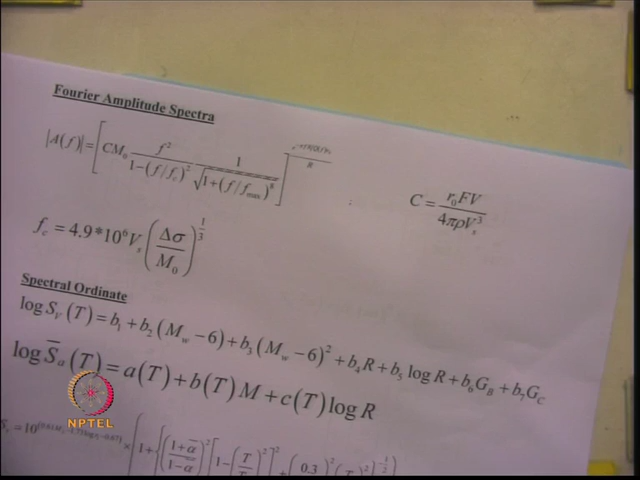 Fourier Amplitude Spectra
|A(f)| = [CM₀ f²/(1−(f/f_c)²) 1/√(1+(f/f_max)⁸)] /R
C = r₀FV/(4πρV_s³)
f_c = 4.9*10⁶V_s(Δσ/M₀)^(1/3)
Spectral Ordinate
log S_V(T) = b₁ + b₂(M_w − 6) + b₃(M_w − 6)² + b₄R + b₅ log R + b₆G_B + b₇G_C
log S̅_a(T) = a(T) + b(T)M + c(T) log R
NPTEL